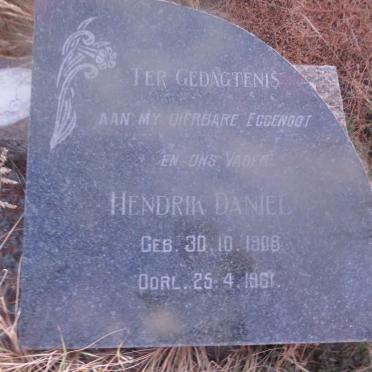 TER GEDAGTENIS
AAN MY DIERBARE EGGENOOT
EN ONS VADER
HENDRIK DANIEL
GEB. 30. 10. 1908
OORL. 25. 4. 1961.